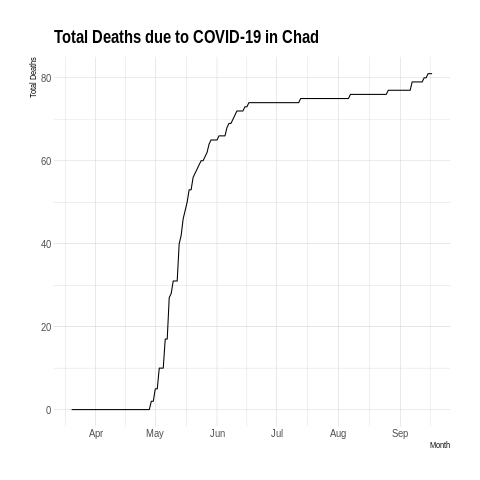 Total Deaths due to COVID-19 in Chad
Total Deaths
80
60
40
20
0
Apr May Jun Jul Aug Sep
Month